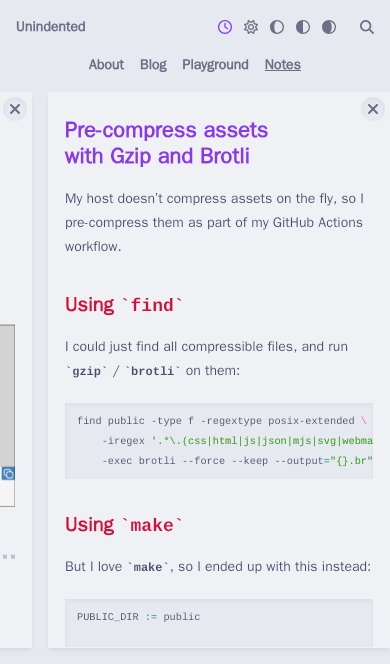 Unindented
About Blog Playground Notes
Pre-compress assets
with Gzip and Brotli
My host doesn't compress assets on the fly, so I
pre-compress them as part of my GitHub Actions
workflow.
Using `find`
I could just find all compressible files, and run
`gzip` / `brotli` on them:
find public -type f -regextype posix-extended \
-iregex '.*\.(css|html|js|json|mjs|svg|webma
-exec brotli --force --keep --output="{}.br"
Using `make`
But I love `make`, so I ended up with this instead:
PUBLIC_DIR := public